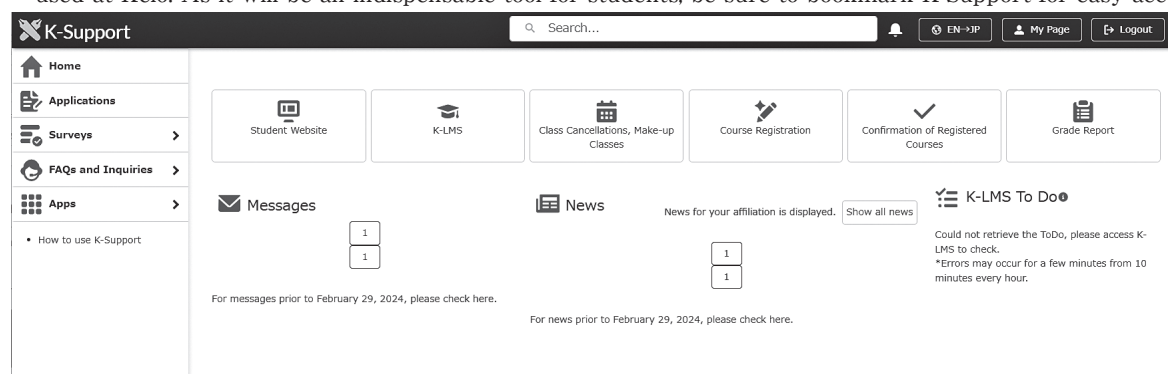 used at Keio. As it will be an indispensable tool for students, be sure to bookmark K-Support for easy acc
K-Support
Search...
EN→JP
My Page
Logout
Home
Applications
Surveys
FAQs and Inquiries
Apps
How to use K-Support
Student Website
K-LMS
Class Cancellations, Make-up
Classes
Course Registration
Confirmation of Registered
Courses
Grade Report
Messages
1
1
For messages prior to February 29, 2024, please check here.
News
News for your affiliation is displayed.
Show all news
1
1
For news prior to February 29, 2024, please check here.
K-LMS To Do
Could not retrieve the ToDo, please access K-
LMS to check.
*Errors may occur for a few minutes from 10
minutes every hour.